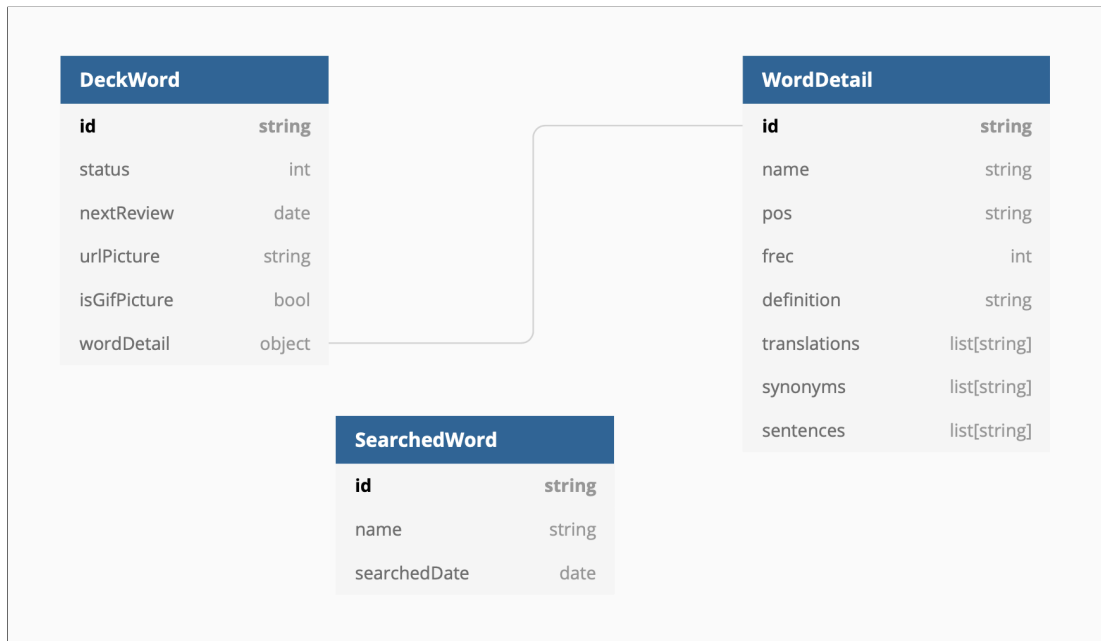 DeckWord
id string
status int
nextReview date
urlPicture string
isGifPicture bool
wordDetail object
WordDetail
id string
name string
pos string
frec int
definition string
translations list[string]
synonyms list[string]
sentences list[string]
SearchedWord
id string
name string
searchedDate date